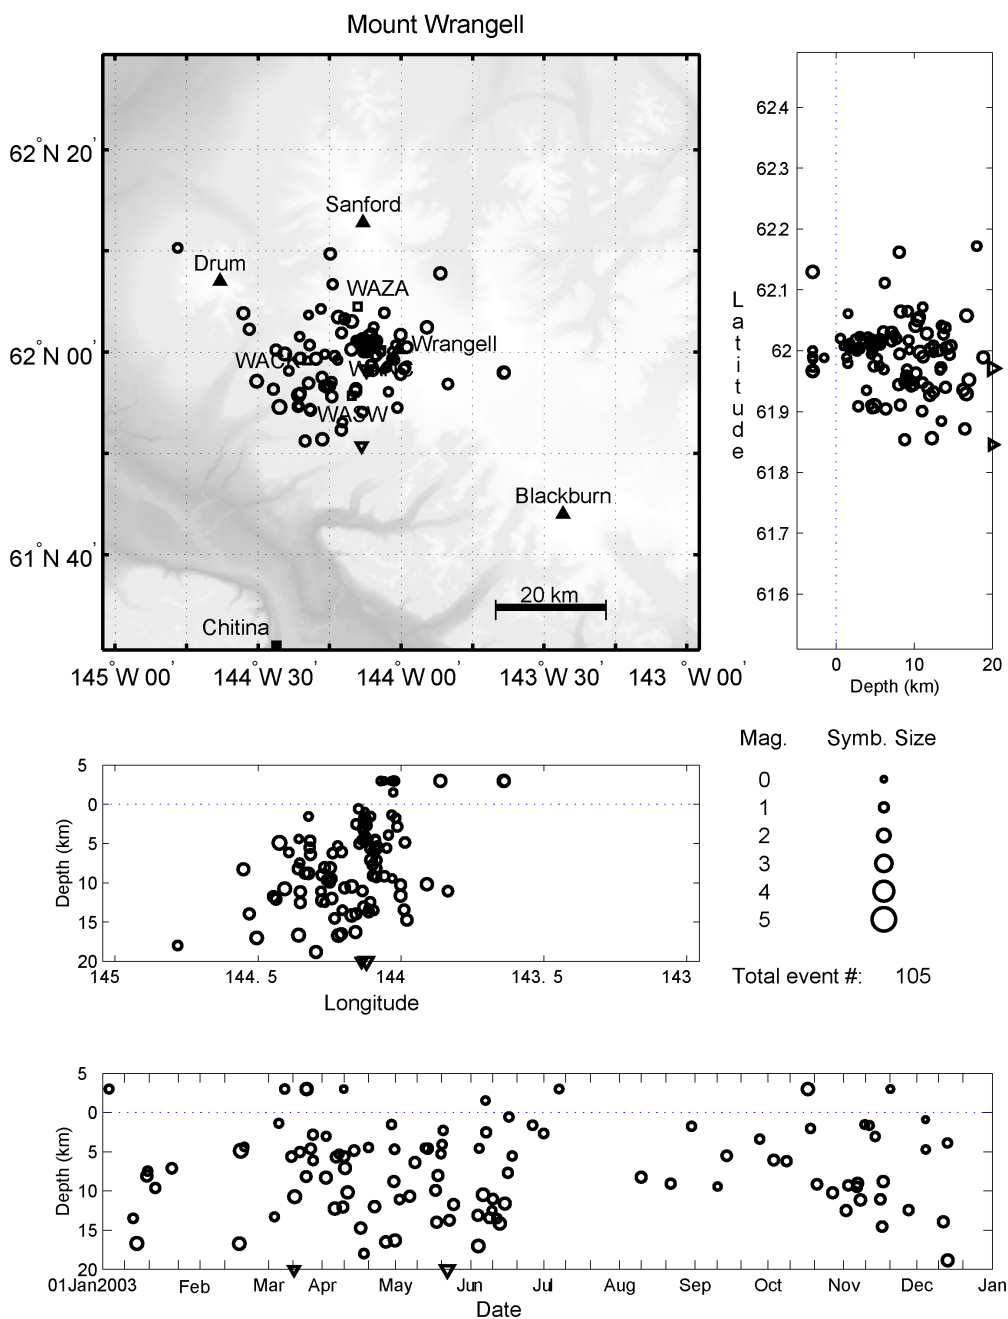 Mount Wrangell
62°N 20'
62°N 00'
61°N 40'
Sanford
Drum
WAZA
Wrangell
WACK
WASW
Blackburn
20 km
Chitina
145°W 00'
144°W 30'
144°W 00'
143°W 30'
143°W 00'
62.4
62.3
62.2
62.1
62
61.9
61.8
61.7
61.6
Latitude
0 10 20
Depth (km)
5
0
5
10
15
20
Depth (km)
145 144.5 144 143.5 143
Longitude
Mag. Symb. Size
0
1
2
3
4
5
Total event #: 105
5
0
5
10
15
20
Depth (km)
01Jan2003 Feb Mar Apr May Jun Jul Aug Sep Oct Nov Dec Jan
Date